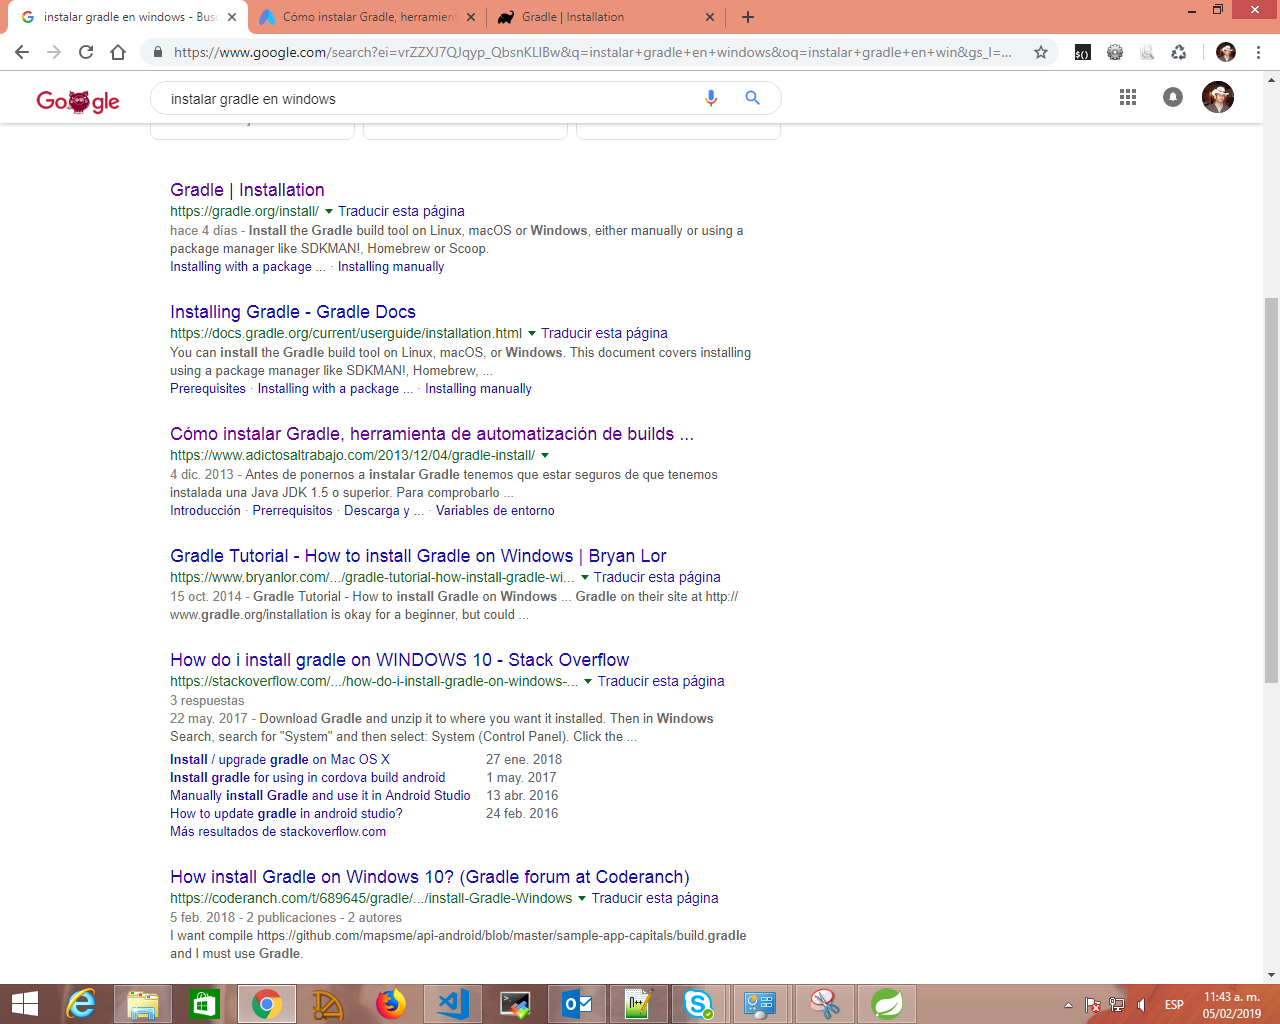 instalar gradle en windows - Bus
Cómo instalar Gradle, herramien
Gradle | Installation
https://www.google.com/search?ei=vrZZXJ7QJqyp_QbsnKLIBw&q=instalar+gradle+en+windows&oq=instalar+gradle+en+win&gs_l=...
Google
instalar gradle en windows
Gradle | Installation
https://gradle.org/install/ Traducir esta página
hace 4 días - Install the Gradle build tool on Linux, macOS or Windows, either manually or using a
package manager like SDKMAN!, Homebrew or Scoop.
Installing with a package ... · Installing manually
Installing Gradle - Gradle Docs
https://docs.gradle.org/current/userguide/installation.html Traducir esta página
You can install the Gradle build tool on Linux, macOS, or Windows. This document covers installing
using a package manager like SDKMAN!, Homebrew, ...
Prerequisites · Installing with a package ... · Installing manually
Cómo instalar Gradle, herramienta de automatización de builds ...
https://www.adictosaltrabajo.com/2013/12/04/gradle-install/
4 dic. 2013 - Antes de ponernos a instalar Gradle tenemos que estar seguros de que tenemos
instalada una Java JDK 1.5 o superior. Para comprobarlo ...
Introducción · Prerrequisitos · Descarga y ... · Variables de entorno
Gradle Tutorial - How to install Gradle on Windows | Bryan Lor
https://www.bryanlor.com/.../gradle-tutorial-how-install-gradle-wi... Traducir esta página
15 oct. 2014 - Gradle Tutorial - How to install Gradle on Windows ... Gradle on their site at http://
www.gradle.org/installation is okay for a beginner, but could ...
How do i install gradle on WINDOWS 10 - Stack Overflow
https://stackoverflow.com/.../how-do-i-install-gradle-on-windows-... Traducir esta página
3 respuestas
22 may. 2017 - Download Gradle and unzip it to where you want it installed. Then in Windows
Search, search for "System" and then select: System (Control Panel). Click the ...
Install / upgrade gradle on Mac OS X 27 ene. 2018
Install gradle for using in cordova build android 1 may. 2017
Manually install Gradle and use it in Android Studio 13 abr. 2016
How to update gradle in android studio? 24 feb. 2016
Más resultados de stackoverflow.com
How install Gradle on Windows 10? (Gradle forum at Coderanch)
https://coderanch.com/t/689645/gradle/.../install-Gradle-Windows Traducir esta página
5 feb. 2018 - 2 publicaciones - 2 autores
I want compile https://github.com/mapsme/api-android/blob/master/sample-app-capitals/build.gradle
and I must use Gradle.
ESP
11:43 a. m.
05/02/2019